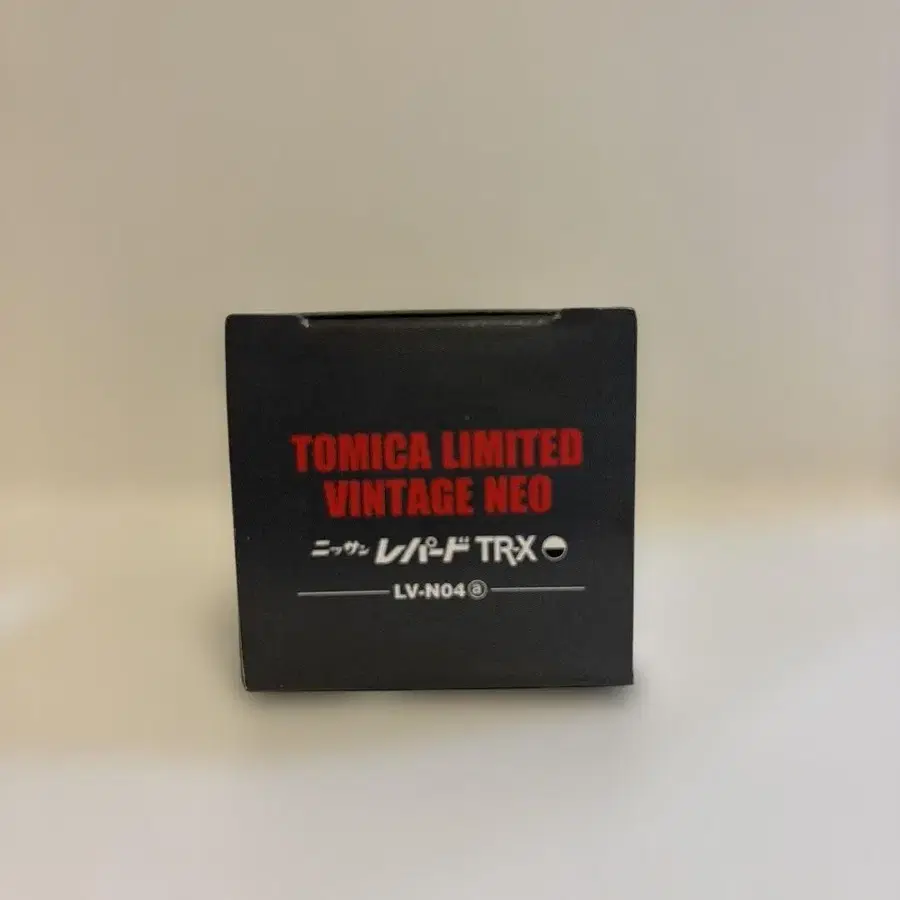 TOMICA LIMITED
VINTAGE NEO
ニッサン レパード TR-X
LV-N04ⓐ